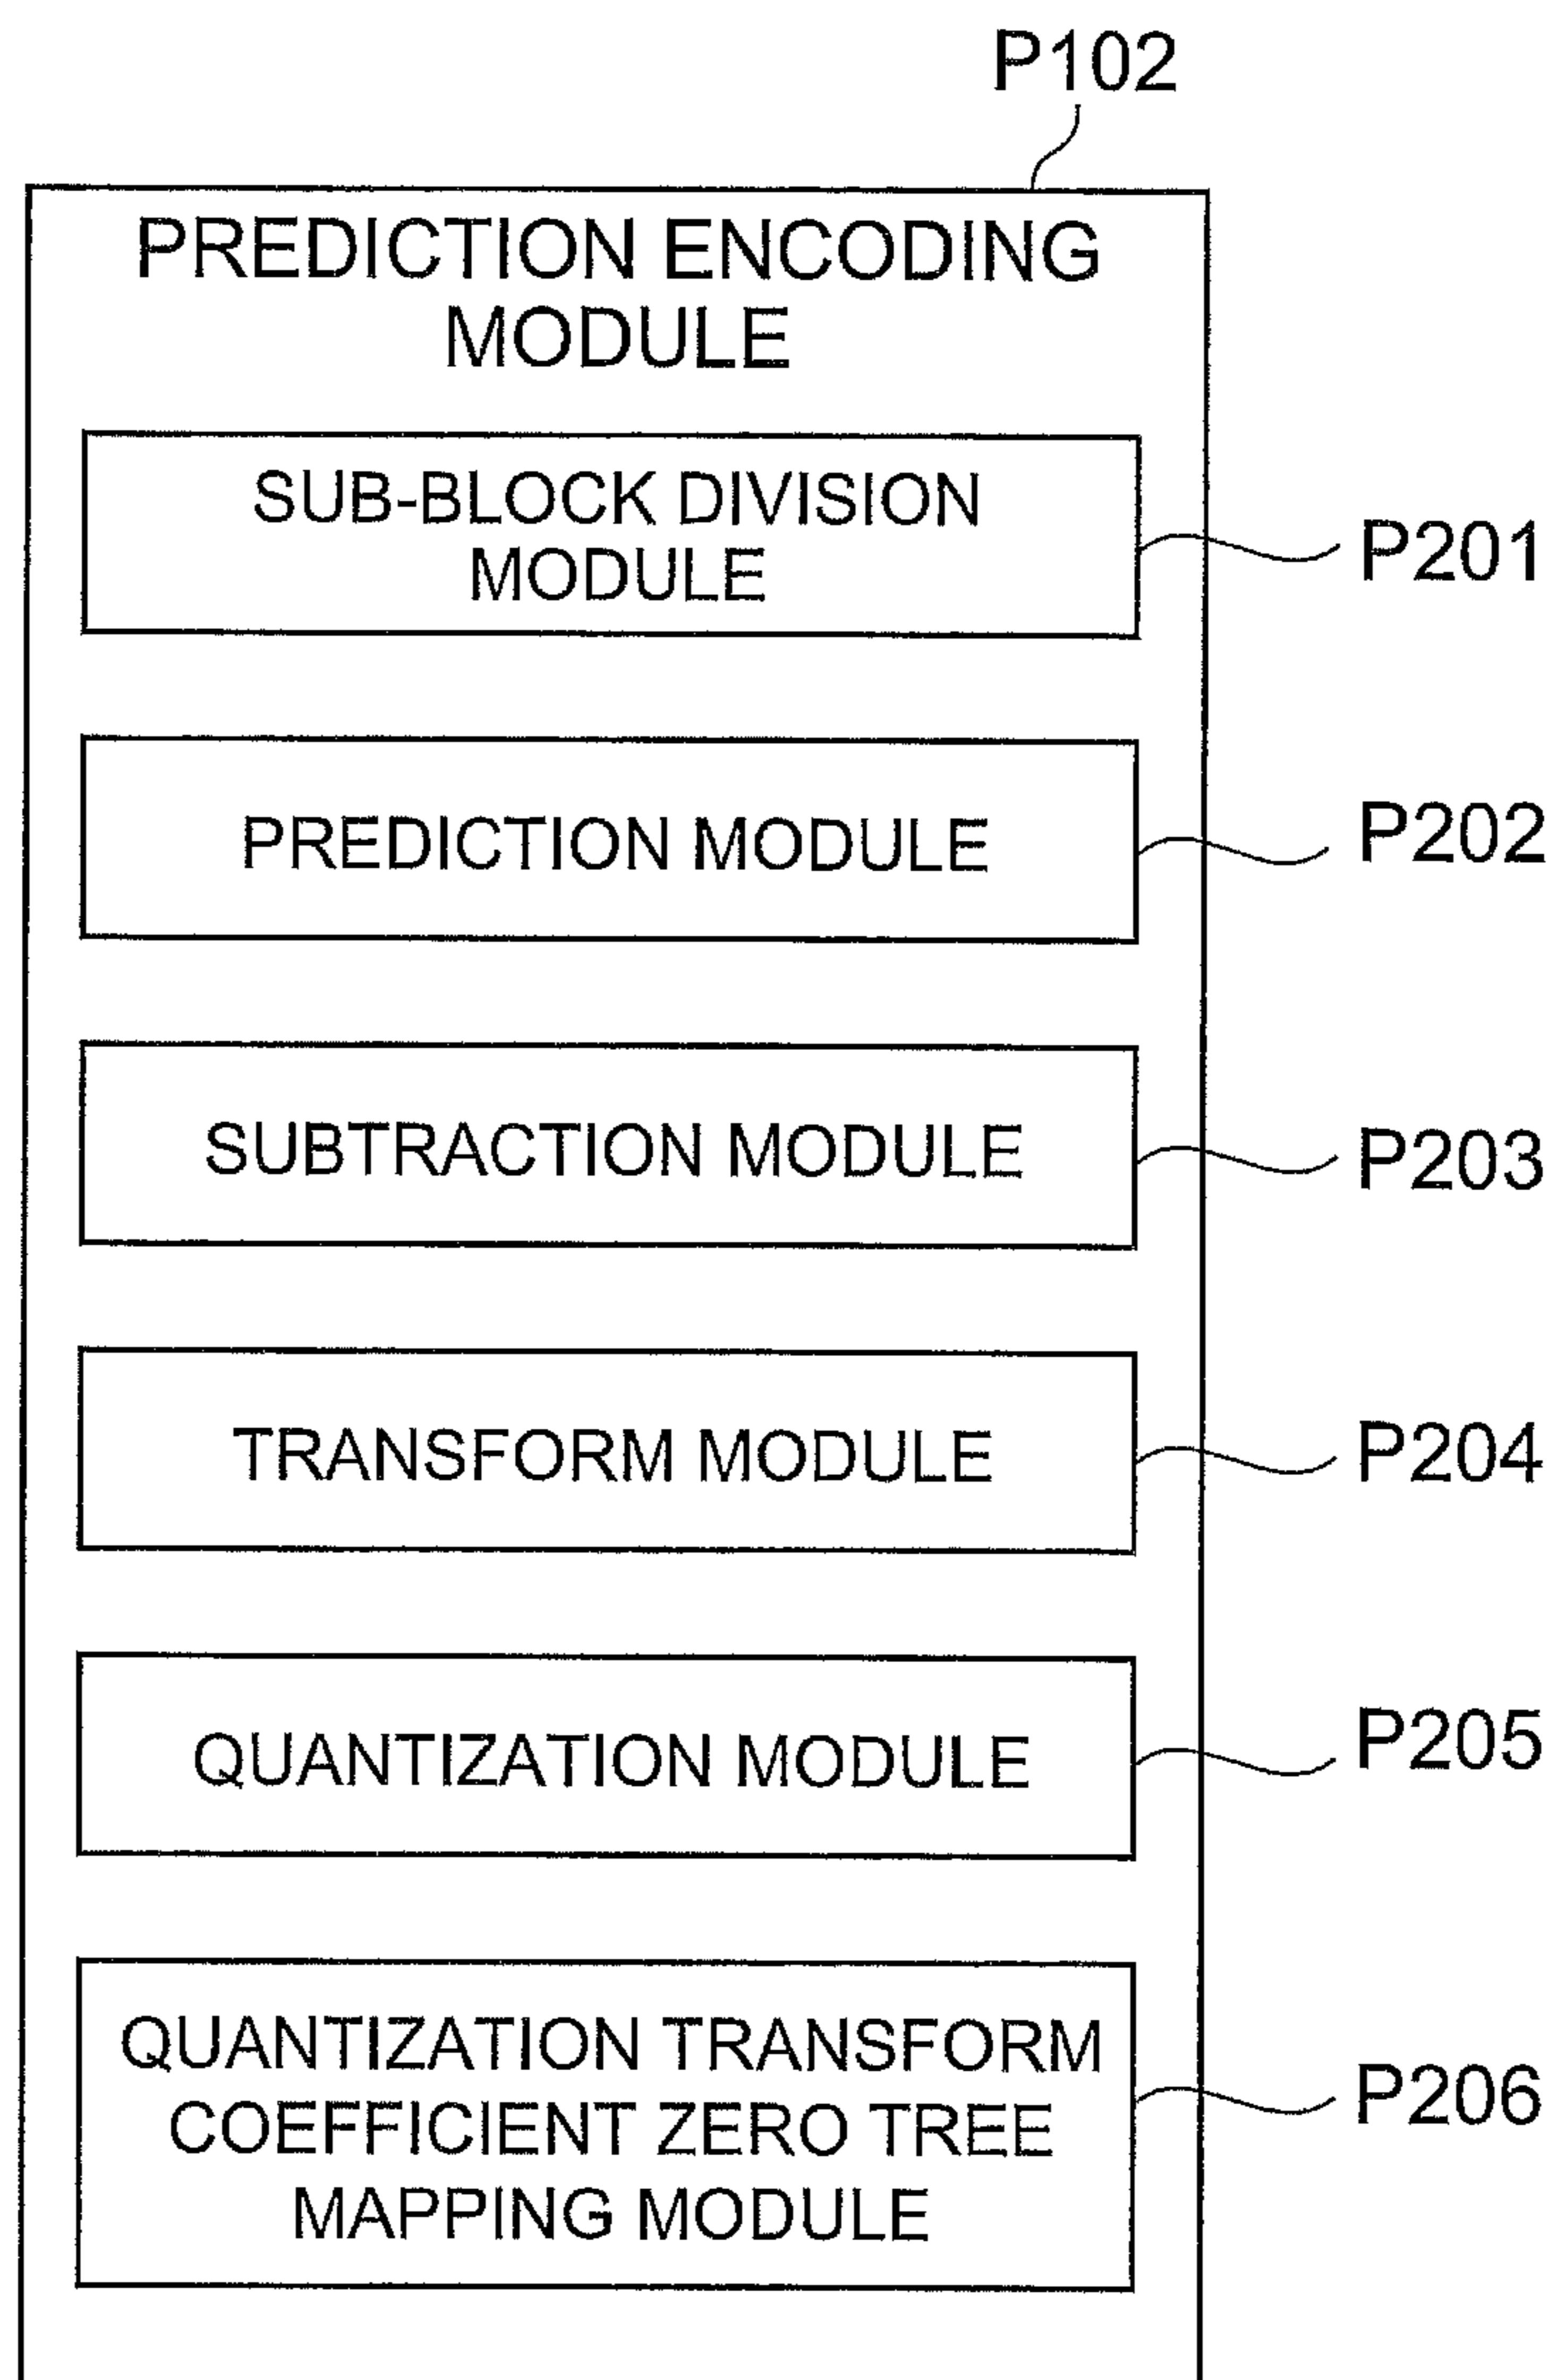 P102
PREDICTION ENCODING
MODULE
SUB-BLOCK DIVISION
MODULE
P201
PREDICTION MODULE
P202
SUBTRACTION MODULE
P203
TRANSFORM MODULE
P204
QUANTIZATION MODULE
P205
QUANTIZATION TRANSFORM
COEFFICIENT ZERO TREE
MAPPING MODULE
P206